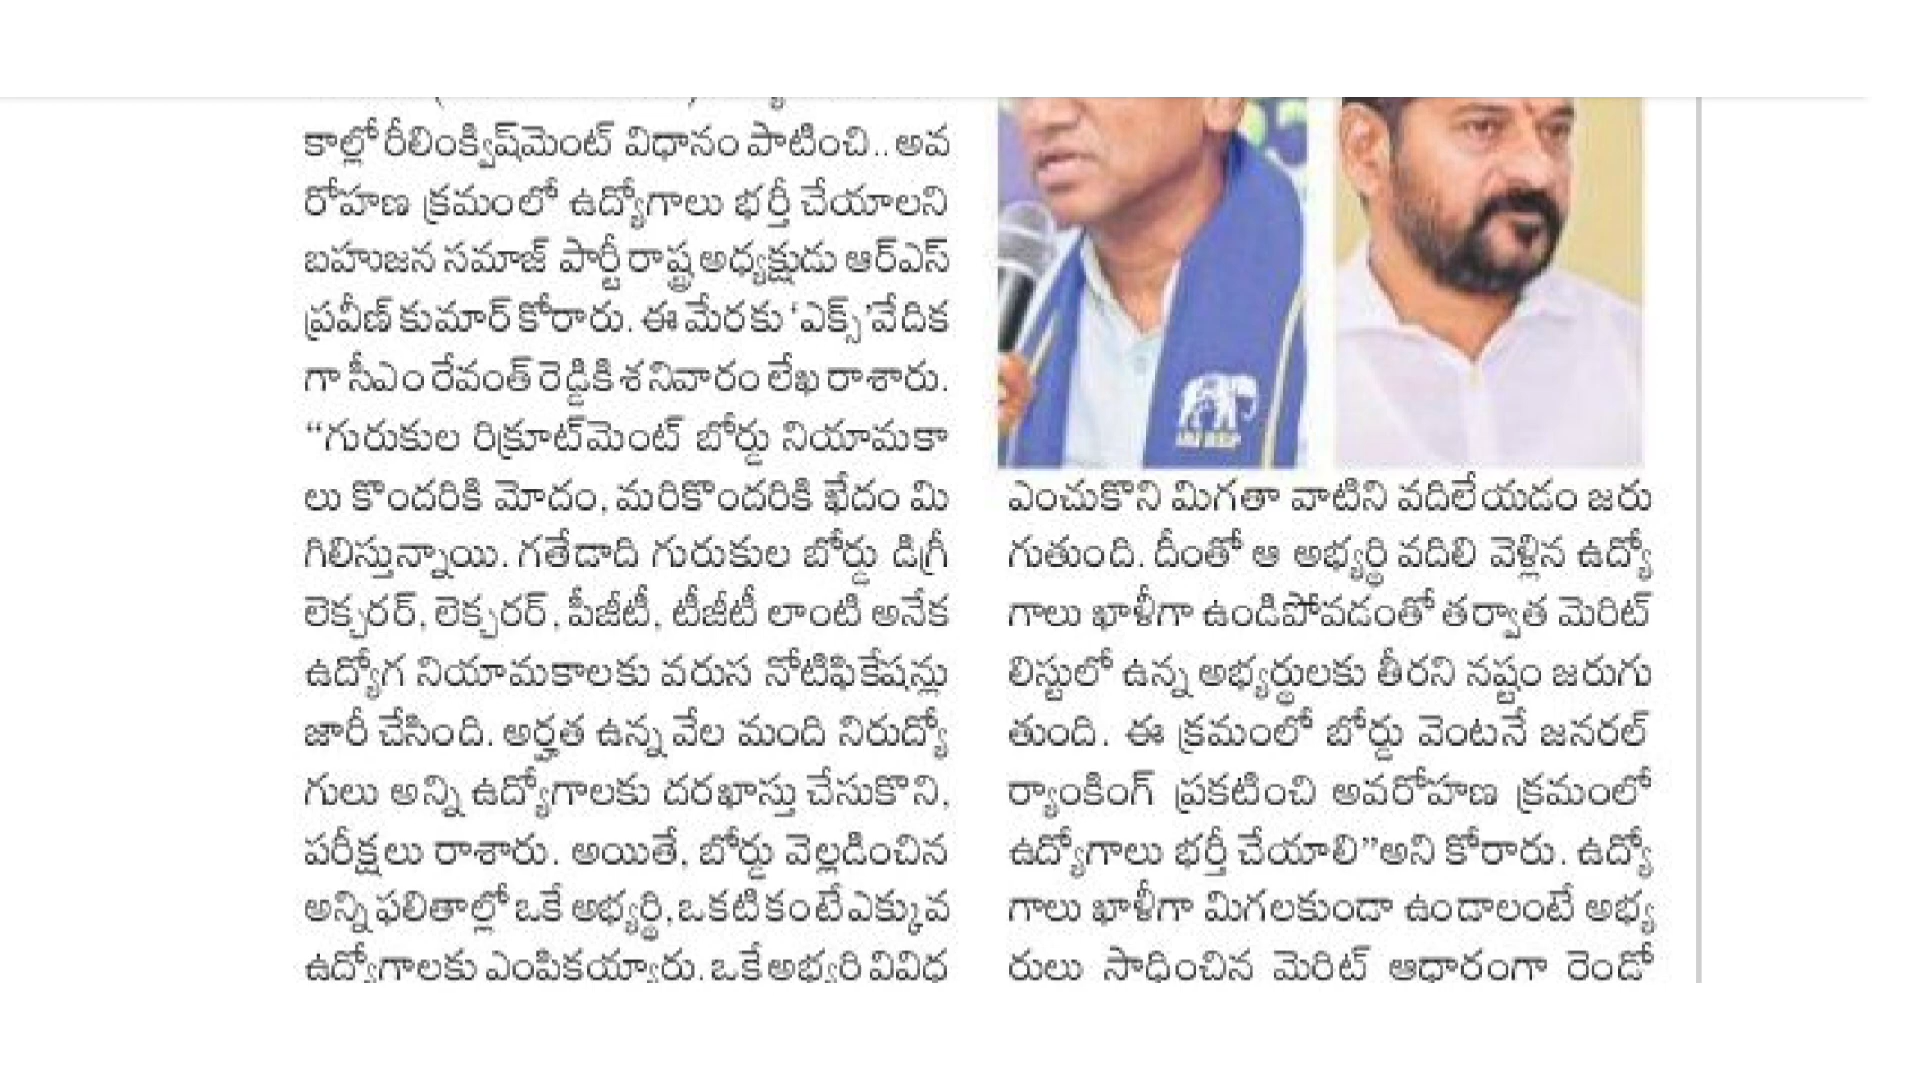 కాల్లో రీలింక్విష్‌మెంట్ విధానం పాటించి.. అవ
రోహణ క్రమంలో ఉద్యోగాలు భర్తీ చేయాలని
బహుజన సమాజ్ పార్టీ రాష్ట్ర అధ్యక్షుడు ఆర్ఎస్
ప్రవీణ్ కుమార్ కోరారు. ఈ మేరకు ‘ఎక్స్’వేదిక
గా సీఎం రేవంత్ రెడ్డికి శనివారం లేఖ రాశారు.
“గురుకుల రిక్రూట్‌మెంట్ బోర్డు నియామకా
లు కొందరికి మోదం, మరికొందరికి ఖేదం మి
గిలిస్తున్నాయి. గతేడాది గురుకుల బోర్డు డిగ్రీ
లెక్చరర్, లెక్చరర్, పీజీటీ, టీజీటీ లాంటి అనేక
ఉద్యోగ నియామకాలకు వరుస నోటిఫికేషన్లు
జారీ చేసింది. అర్హత ఉన్న వేల మంది నిరుద్యో
గులు అన్ని ఉద్యోగాలకు దరఖాస్తు చేసుకొని,
పరీక్షలు రాశారు. అయితే, బోర్డు వెల్లడించిన
అన్ని ఫలితాల్లో ఒకే అభ్యర్థి, ఒకటి కంటే ఎక్కువ
ఉద్యోగాలకు ఎంపికయ్యారు. ఒకే అభ్యర్థి వివిధ
ఎంచుకొని మిగతా వాటిని వదిలేయడం జరు
గుతుంది. దీంతో ఆ అభ్యర్థి వదిలి వెళ్లిన ఉద్యో
గాలు ఖాళీగా ఉండిపోవడంతో తర్వాత మెరిట్
లిస్టులో ఉన్న అభ్యర్థులకు తీరని నష్టం జరుగు
తుంది. ఈ క్రమంలో బోర్డు వెంటనే జనరల్
ర్యాంకింగ్ ప్రకటించి అవరోహణ క్రమంలో
ఉద్యోగాలు భర్తీ చేయాలి”అని కోరారు. ఉద్యో
గాలు ఖాళీగా మిగలకుండా ఉండాలంటే అభ్య
రులు సాధించిన మెరిట్ ఆధారంగా రెండో